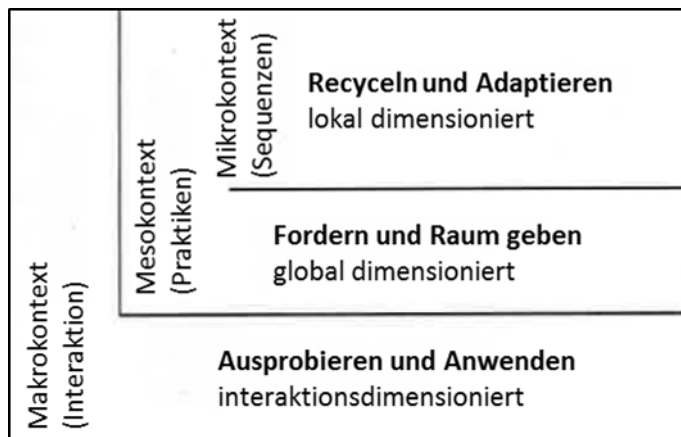 Makrokontext
(Interaktion)
Mesokontext
(Praktiken)
Mikrokontext
(Sequenzen)
Recyceln und Adaptieren
lokal dimensioniert
Fordern und Raum geben
global dimensioniert
Ausprobieren und Anwenden
interaktionsdimensioniert